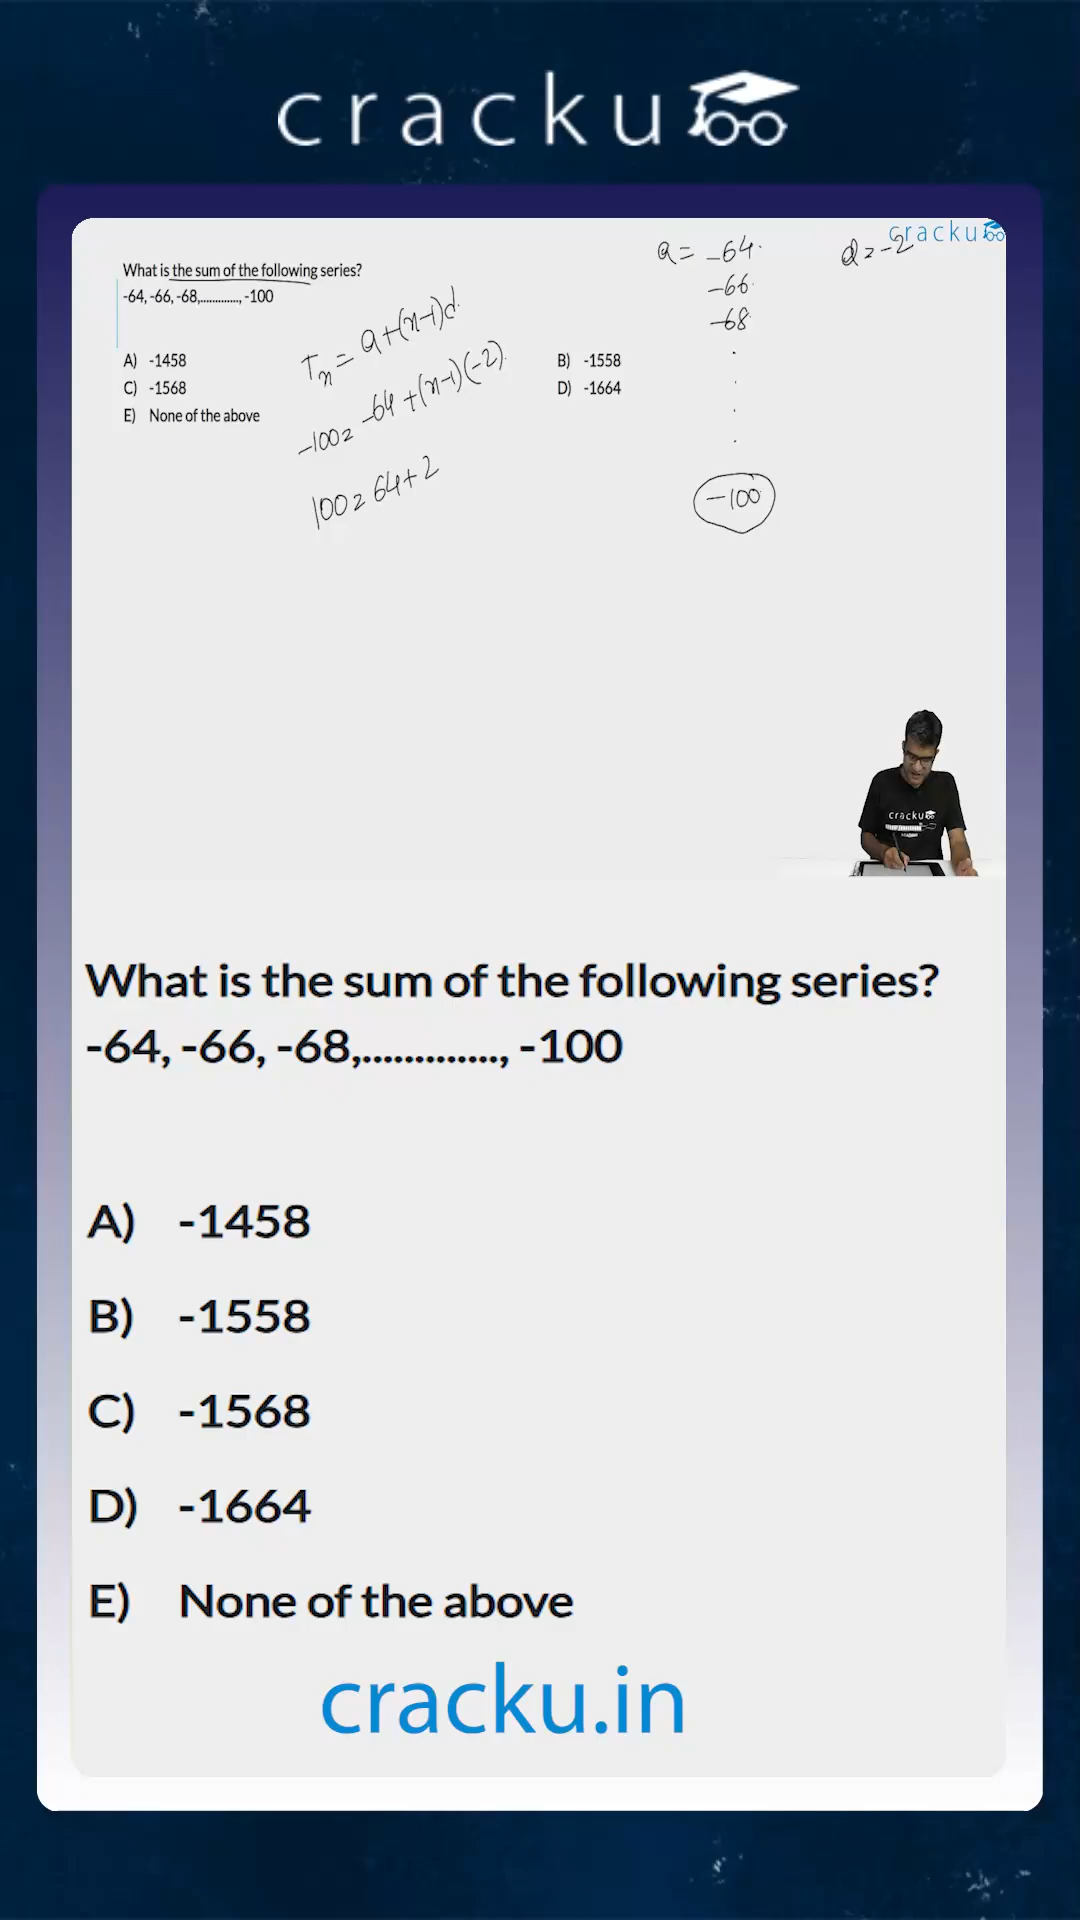 cracku
cracku
What is the sum of the following series?
-64, -66, -68,............., -100
A) -1458
B) -1558
C) -1568
D) -1664
E) None of the above
a = -64.
d = -2
-66.
-68.
-100
Tn = a+(n-1)d
-100 = -64 +(n-1)(-2).
100 = 64+2
cracku
What is the sum of the following series?
-64, -66, -68,............., -100
A) -1458
B) -1558
C) -1568
D) -1664
E) None of the above
cracku.in